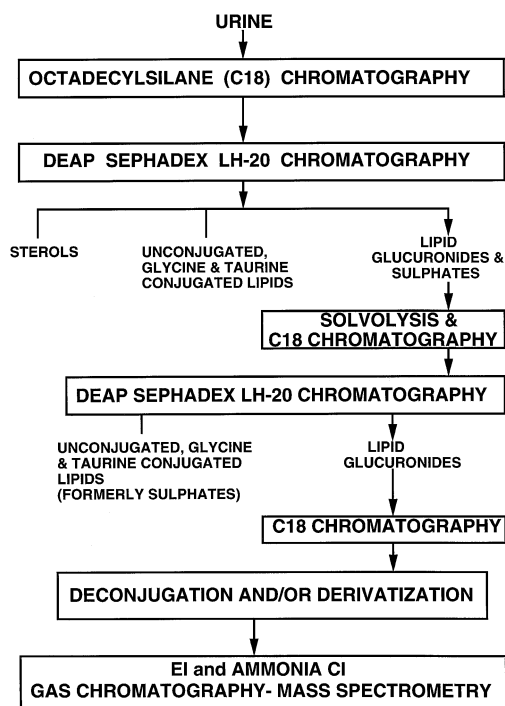 URINE
OCTADECYLSILANE (C18) CHROMATOGRAPHY
DEAP SEPHADEX LH-20 CHROMATOGRAPHY
STEROLS
UNCONJUGATED,
GLYCINE & TAURINE
CONJUGATED LIPIDS
LIPID
GLUCURONIDES &
SULPHATES
SOLVOLYSIS &
C18 CHROMATOGRAPHY
DEAP SEPHADEX LH-20 CHROMATOGRAPHY
UNCONJUGATED, GLYCINE
& TAURINE CONJUGATED
LIPIDS
(FORMERLY SULPHATES)
LIPID
GLUCURONIDES
C18 CHROMATOGRAPHY
DECONJUGATION AND/OR DERIVATIZATION
EI and AMMONIA CI
GAS CHROMATOGRAPHY- MASS SPECTROMETRY